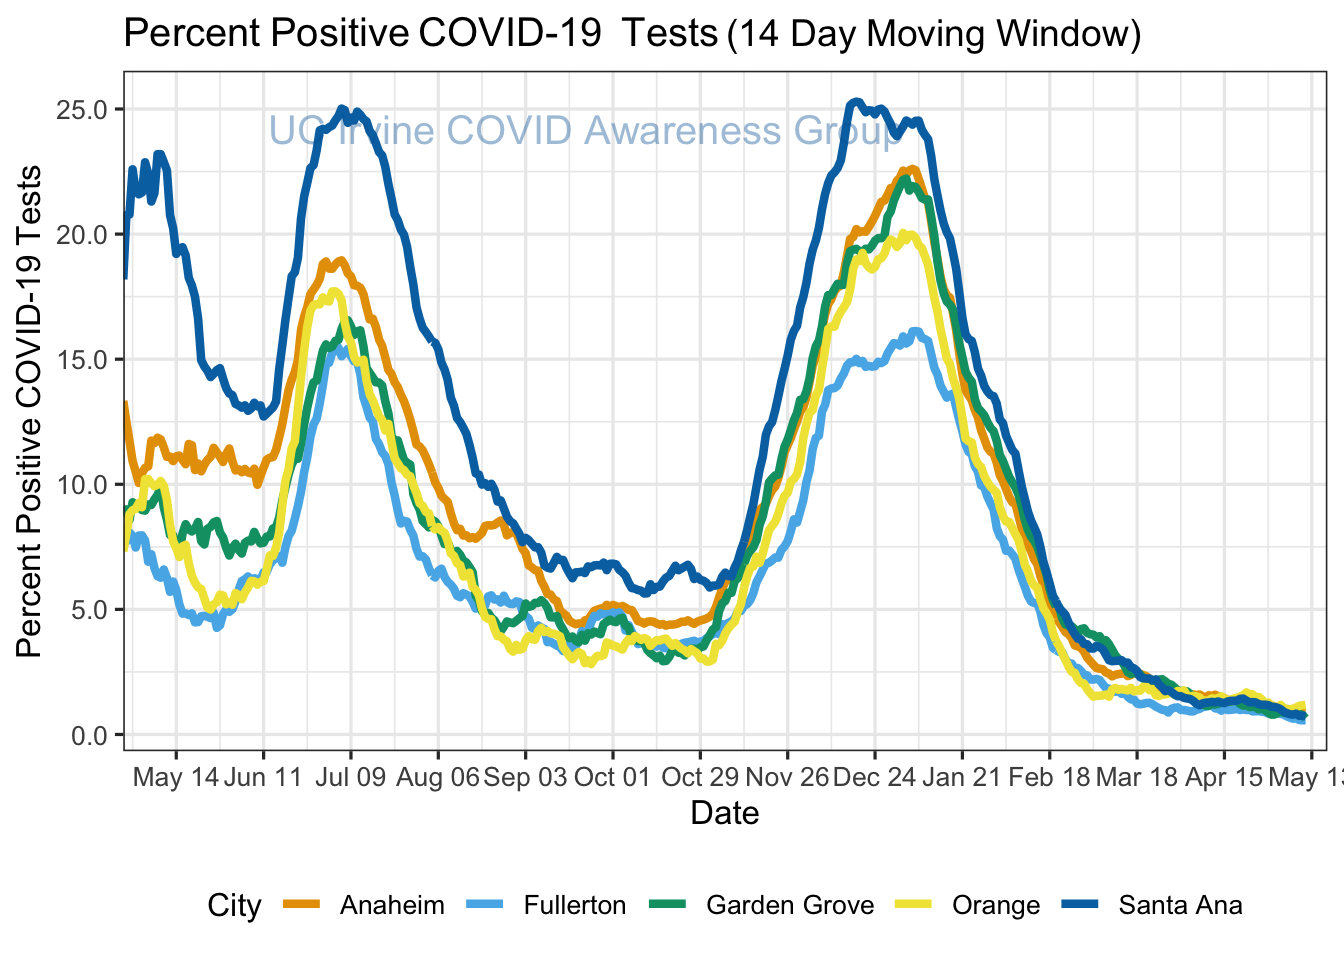 Percent Positive COVID-19 Tests (14 Day Moving Window)
UC Irvine COVID Awareness Group
Percent Positive COVID-19 Tests
25.0
20.0
15.0
10.0
5.0
0.0
May 14 Jun 11 Jul 09 Aug 06 Sep 03 Oct 01 Oct 29 Nov 26 Dec 24 Jan 21 Feb 18 Mar 18 Apr 15 May 13
Date
City Anaheim Fullerton Garden Grove Orange Santa Ana